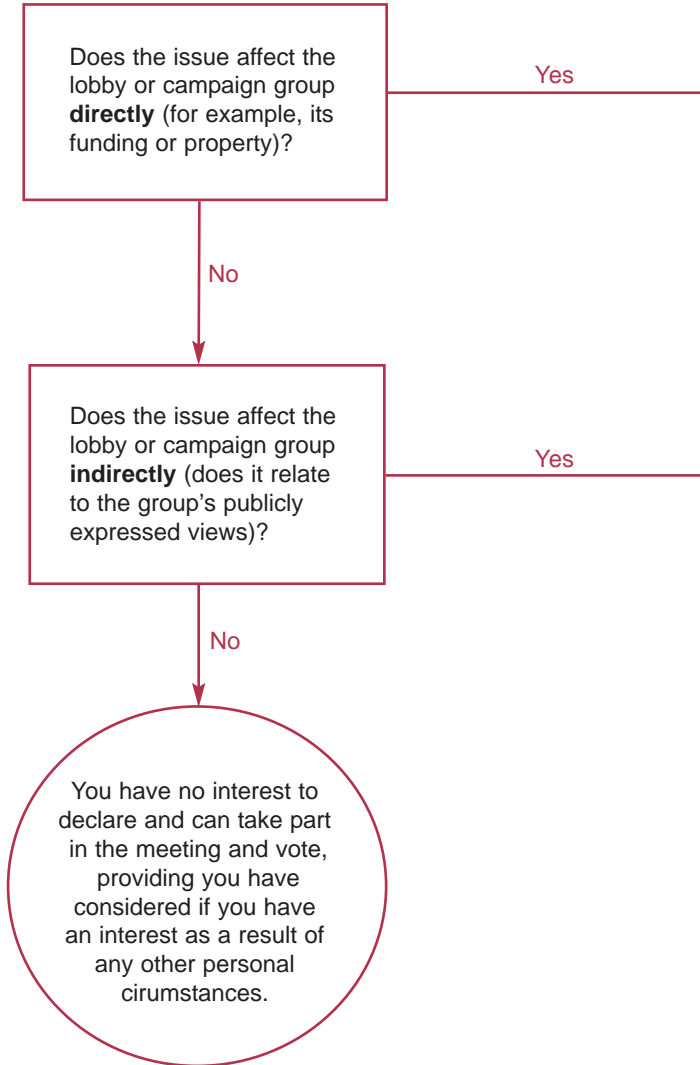 Does the issue affect the
lobby or campaign group
directly (for example, its
funding or property)?
Yes
No
Does the issue affect the
lobby or campaign group
indirectly (does it relate
to the group's publicly
expressed views)?
Yes
No
You have no interest to
declare and can take part
in the meeting and vote,
providing you have
considered if you have
an interest as a result of
any other personal
cirumstances.